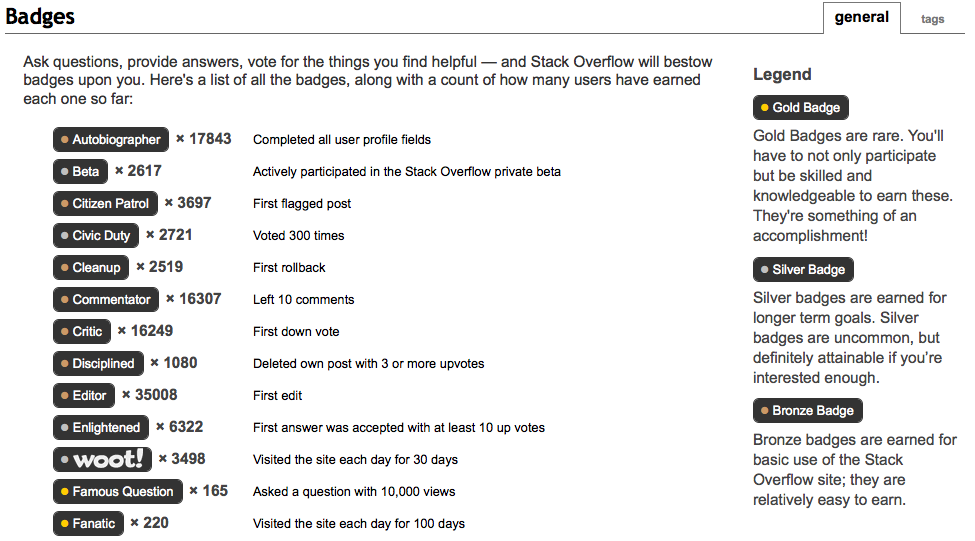 Badges
general
tags
Ask questions, provide answers, vote for the things you find helpful — and Stack Overflow will bestow
badges upon you. Here's a list of all the badges, along with a count of how many users have earned
each one so far:
Autobiographer × 17843 Completed all user profile fields
Beta × 2617 Actively participated in the Stack Overflow private beta
Citizen Patrol × 3697 First flagged post
Civic Duty × 2721 Voted 300 times
Cleanup × 2519 First rollback
Commentator × 16307 Left 10 comments
Critic × 16249 First down vote
Disciplined × 1080 Deleted own post with 3 or more upvotes
Editor × 35008 First edit
Enlightened × 6322 First answer was accepted with at least 10 up votes
woot! × 3498 Visited the site each day for 30 days
Famous Question × 165 Asked a question with 10,000 views
Fanatic × 220 Visited the site each day for 100 days
Legend
Gold Badge
Gold Badges are rare. You'll
have to not only participate
but be skilled and
knowledgeable to earn these.
They're something of an
accomplishment!
Silver Badge
Silver badges are earned for
longer term goals. Silver
badges are uncommon, but
definitely attainable if you're
interested enough.
Bronze Badge
Bronze badges are earned for
basic use of the Stack
Overflow site; they are
relatively easy to earn.